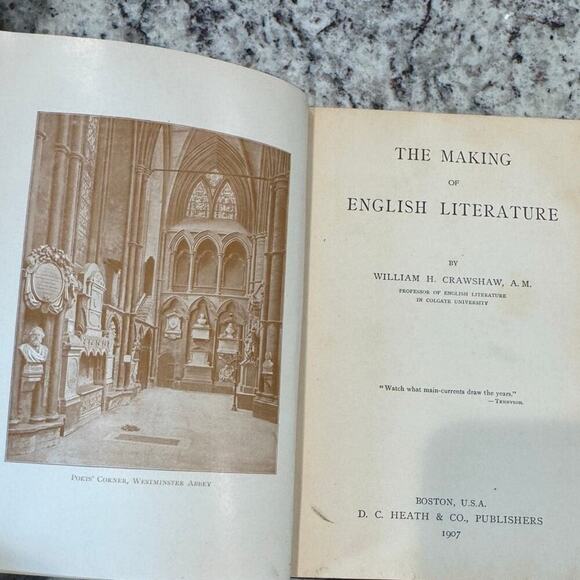 POETS' CORNER, WESTMINSTER ABBEY
THE MAKING
OF
ENGLISH LITERATURE
BY
WILLIAM H. CRAWSHAW, A.M.
PROFESSOR OF ENGLISH LITERATURE
IN COLGATE UNIVERSITY
"Watch what main-currents draw the years."
—TENNYSON.
BOSTON, U.S.A.
D. C. HEATH & CO., PUBLISHERS
1907